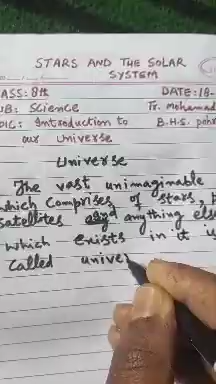 STARS AND THE SOLAR
SYSTEM
ASS: 8th DATE: 18-
UB: Science Tr. Mohamad
PIC: Introduction to B.H.S.
our Universe
Universe
The vast unimaginable
which comprises of stars, P
satellites and anything else
which exists in it is
called unive